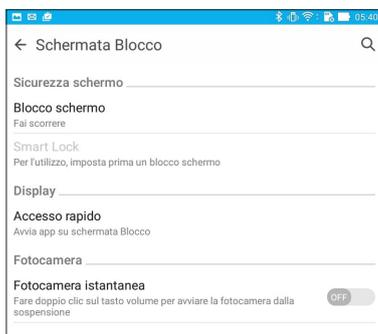 05:40
Schermata Blocco
Sicurezza schermo
Blocco schermo
Fai scorrere
Smart Lock
Per l'utilizzo, imposta prima un blocco schermo
Display
Accesso rapido
Avvia app su schermata Blocco
Fotocamera
Fotocamera istantanea
Fare doppio clic sul tasto volume per avviare la fotocamera dalla
sospensione
OFF